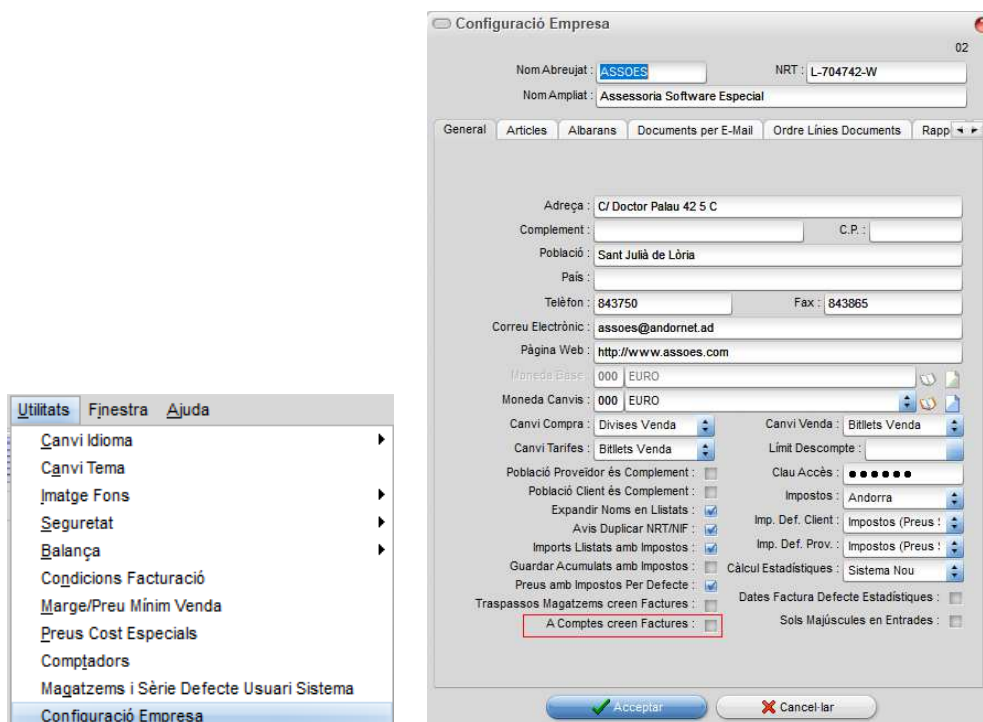 Utilitats Finestra Ajuda
Canvi Idioma
Canvi Tema
Imatge Fons
Seguretat
Balança
Condicions Facturació
Marge/Preu Mínim Venda
Preus Cost Especials
Comptadors
Magatzems i Sèrie Defecte Usuari Sistema
Configuració Empresa
Configuració Empresa
02
Nom Abreujat : ASSOES NRT : L-704742-W
Nom Ampliat : Assessoria Software Especial
General Articles Albarans Documents per E-Mail Ordre Línies Documents Rapp
Adreça : C/ Doctor Palau 42 5 C
Complement : C.P. :
Població : Sant Julià de Lòria
País :
Telèfon : 843750 Fax : 843865
Correu Electrònic : assoes@andornet.ad
Pàgina Web : http://www.assoes.com
Moneda Base : 000 EURO
Moneda Canvis : 000 EURO
Canvi Compra : Divises Venda Canvi Venda : Bitllets Venda
Canvi Tarifes : Bitllets Venda Límit Descompte :
Població Proveïdor és Complement : Clau Accès : ●●●●●●
Població Client és Complement : Impostos : Andorra
Expandir Noms en Llistats : Imp. Def. Client : Impostos (Preus :
Avis Duplicar NRT/NIF :
Imports Llistats amb Impostos : Imp. Def. Prov. : Impostos (Preus :
Guardar Acumulats amb Impostos : Càlcul Estadístiques : Sistema Nou
Preus amb Impostos Per Defecte :
Traspassos Magatzems creen Factures : Dates Factura Defecte Estadístiques :
A Comptes creen Factures : Sols Majúscules en Entrades :
Acceptar Cancel·lar